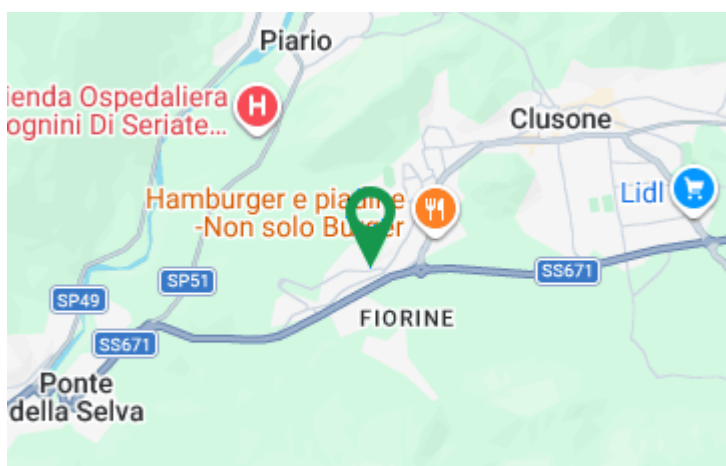 Piario
ienda Ospedaliera
ognini Di Seriate...
H
Clusone
Hamburger e piadine
-Non solo Burger
Lidl
SS671
SP51
SP49
FIORINE
SS671
Ponte
della Selva